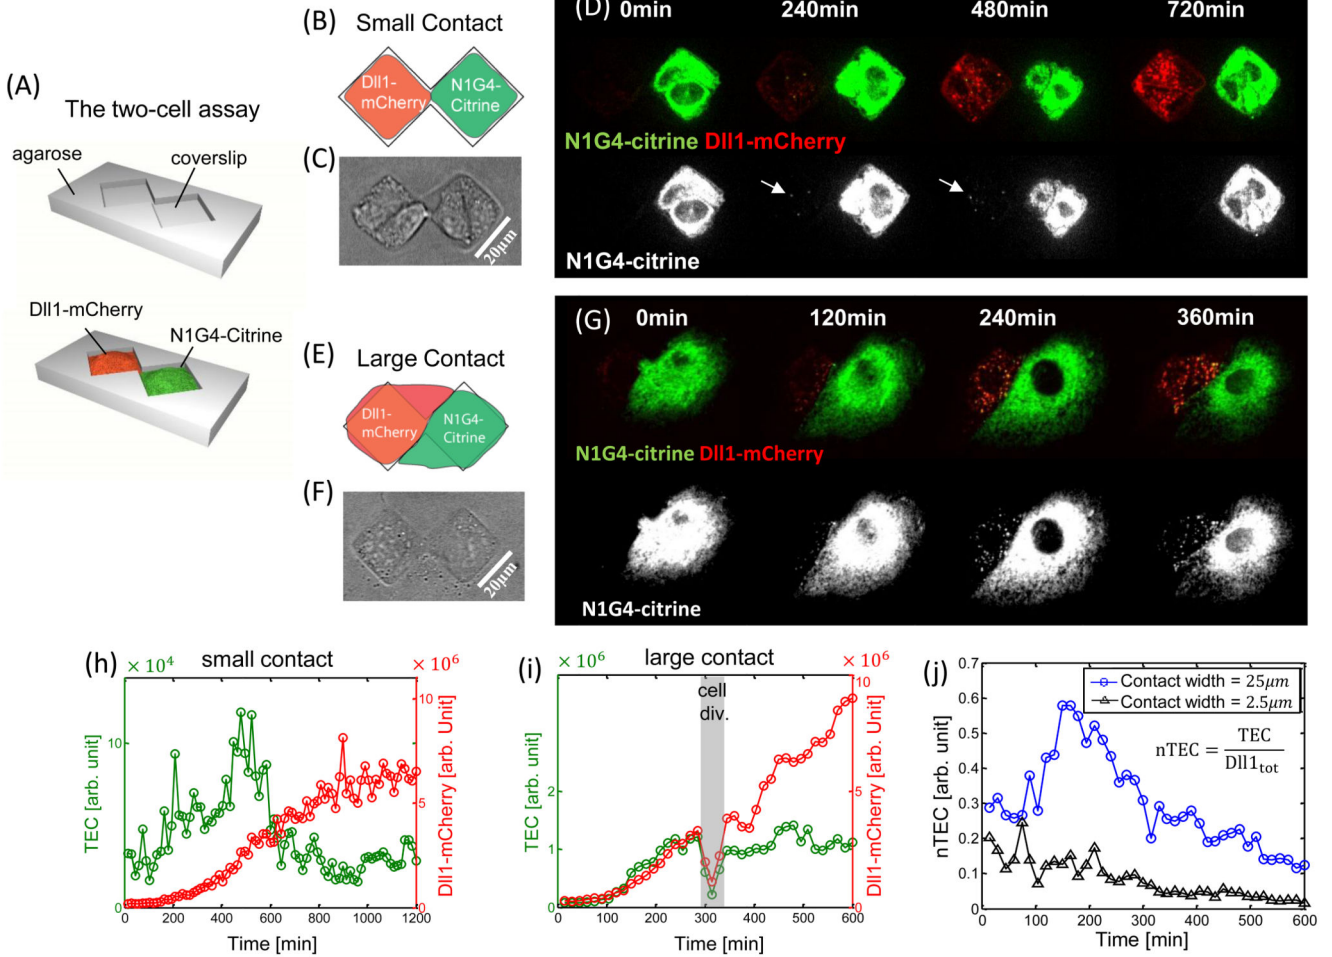 (A)
The two-cell assay
agarose
coverslip
Dll1-mCherry
N1G4-Citrine
(B)
Small Contact
Dll1-
mCherry
N1G4-
Citrine
(C)
20μm
(D)
0min
240min
480min
720min
N1G4-citrine Dll1-mCherry
N1G4-citrine
(E)
Large Contact
Dll1-
mCherry
N1G4-
Citrine
(F)
20μm
(G)
0min
120min
240min
360min
N1G4-citrine Dll1-mCherry
N1G4-citrine
(h)
small contact
× 10⁴
× 10⁶
TEC [arb. unit]
10
0
Dll1-mCherry [arb. Unit]
10
5
0
0 200 400 600 800 1000 1200
Time [min]
(i)
large contact
× 10⁶
× 10⁶
cell
div.
TEC [arb. unit]
2
1
0
Dll1-mCherry [arb. Unit]
10
5
0
0 100 200 300 400 500 600
Time [min]
(j)
Contact width = 25μm
Contact width = 2.5μm
nTEC = TEC / Dll1tot
nTEC [arb. unit]
0.7
0.6
0.5
0.4
0.3
0.2
0.1
0
0 100 200 300 400 500 600
Time [min]